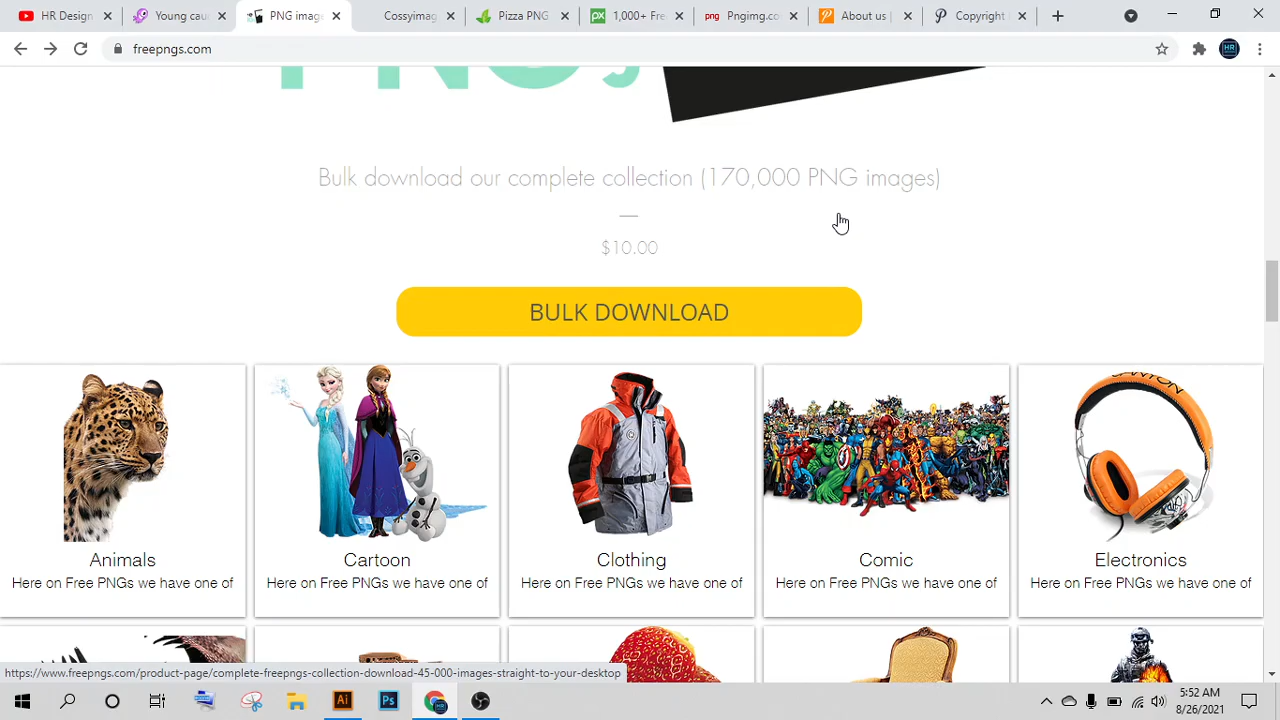 HR Design
Young cau
PNG imag
Cossyimag
Pizza PNG
1,000+ Fre
png Pngimg.co
About us |
Copyright
freepngs.com
HR
PNGs
Bulk download our complete collection (170,000 PNG images)
$10.00
BULK DOWNLOAD
Animals
Cartoon
Clothing
Comic
Electronics
Here on Free PNGs we have one of
Here on Free PNGs we have one of
Here on Free PNGs we have one of
Here on Free PNGs we have one of
Here on Free PNGs we have one of
https://www.freepngs.com/product-page/complete-freepngs-collection-download-45-000-images-straight-to-your-desktop
Ai
Ps
5:52 AM
8/26/2021